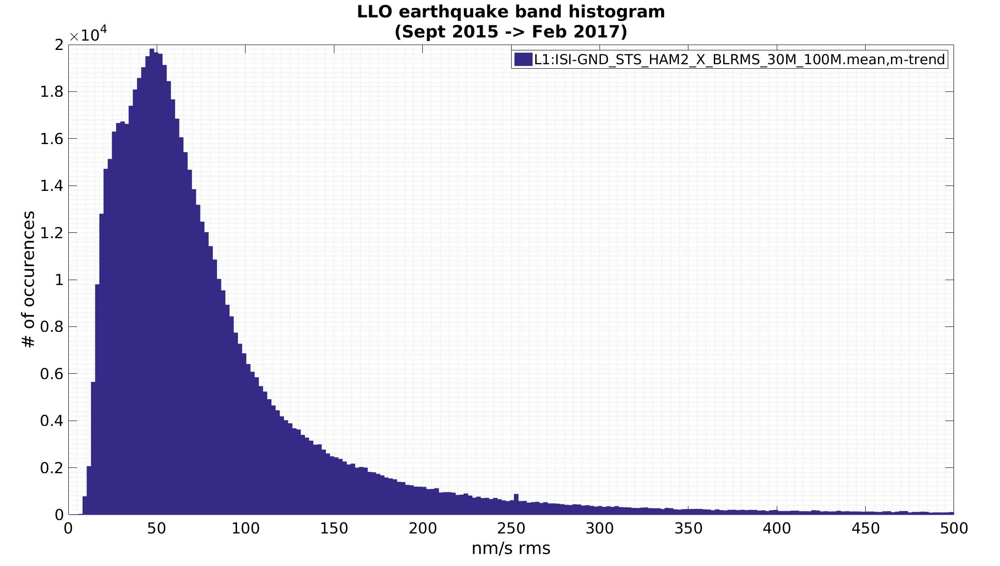 LLO earthquake band histogram
(Sept 2015 -> Feb 2017)
×10^4
L1:ISI-GND_STS_HAM2_X_BLRMS_30M_100M.mean,m-trend
2
1.8
1.6
1.4
1.2
1
0.8
0.6
0.4
0.2
0
# of occurences
0 50 100 150 200 250 300 350 400 450 500
nm/s rms